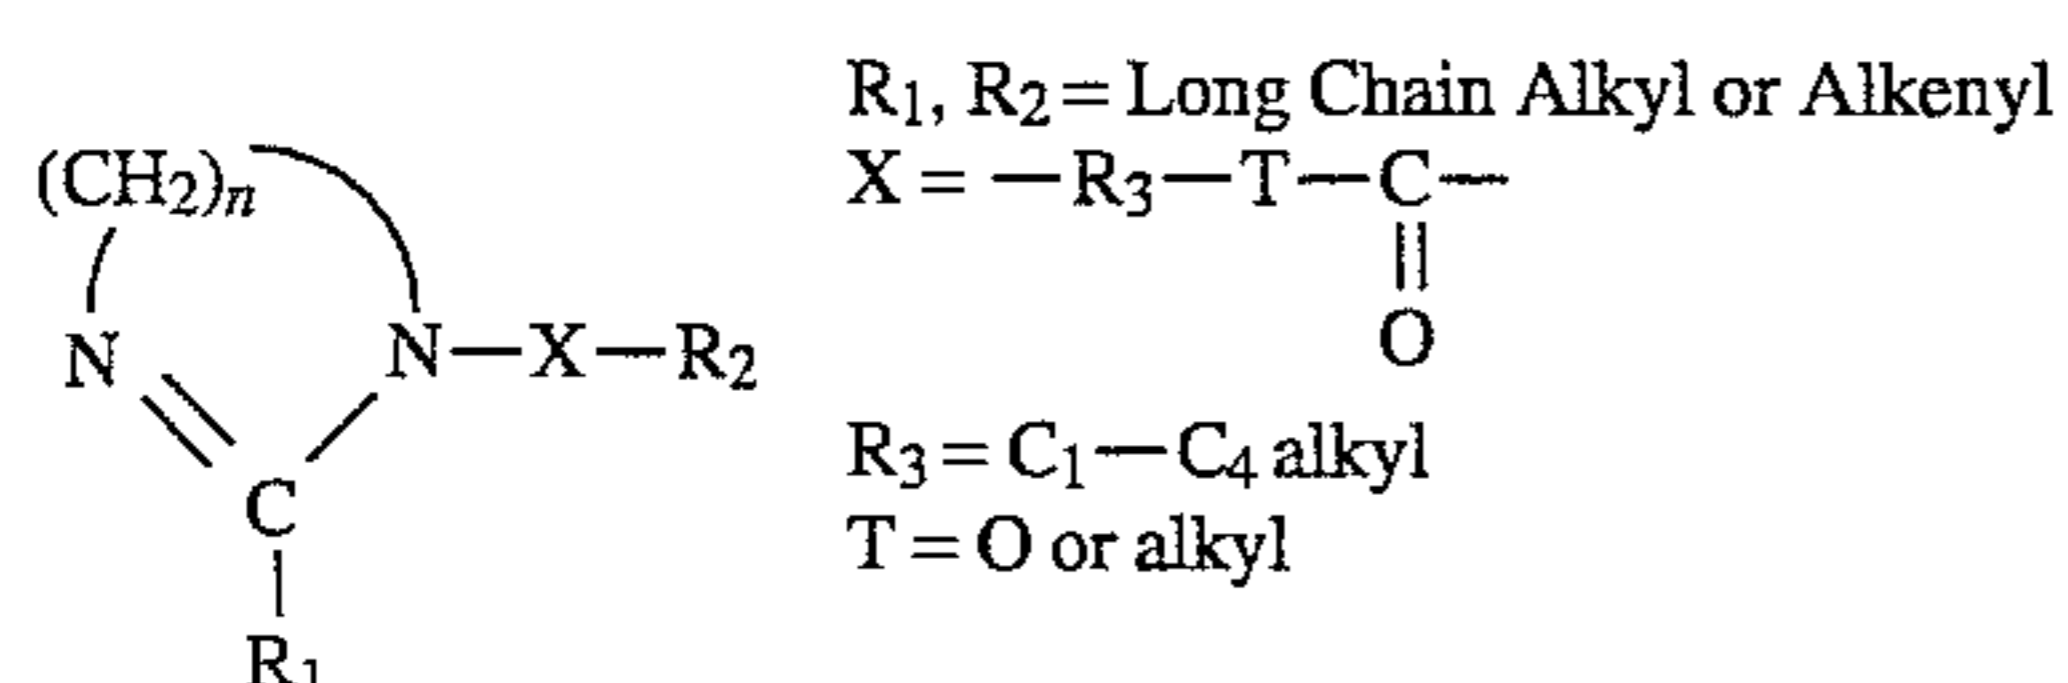 R₁, R₂ = Long Chain Alkyl or Alkenyl
X = —R₃—T—C—
‖
O
(CH₂)ₙ
N N—X—R₂
C
R₁
R₃ = C₁—C₄ alkyl
T = O or alkyl